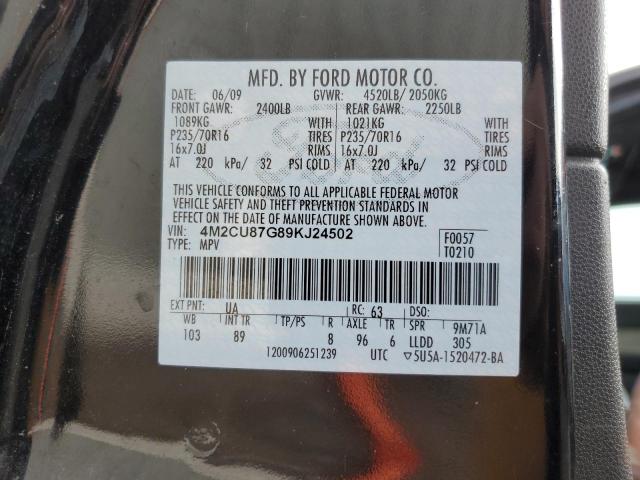 MFD. BY FORD MOTOR CO.
DATE: 06/09 GVWR: 4520LB/ 2050KG
FRONT GAWR: 2400LB REAR GAWR: 2250LB
1089KG WITH 1021KG WITH
P235/70R16 TIRES P235/70R16 TIRES
16x7.0J RIMS 16x7.0J RIMS
AT 220 kPa/ 32 PSI COLD AT 220 kPa/ 32 PSI COLD
THIS VEHICLE CONFORMS TO ALL APPLICABLE FEDERAL MOTOR
VEHICLE SAFETY AND THEFT PREVENTION STANDARDS IN
EFFECT ON THE DATE OF MANUFACTURE SHOWN ABOVE.
VIN: 4M2CU87G89KJ24502 F0057
TYPE: MPV T0210
EXT PNT: UA RC: 63 DSO:
WB INT TR TP/PS R AXLE TR SPR 9M71A
103 89 8 96 6 LLDD 305
1200906251239 UTC ▽5U5A-1520472-BA